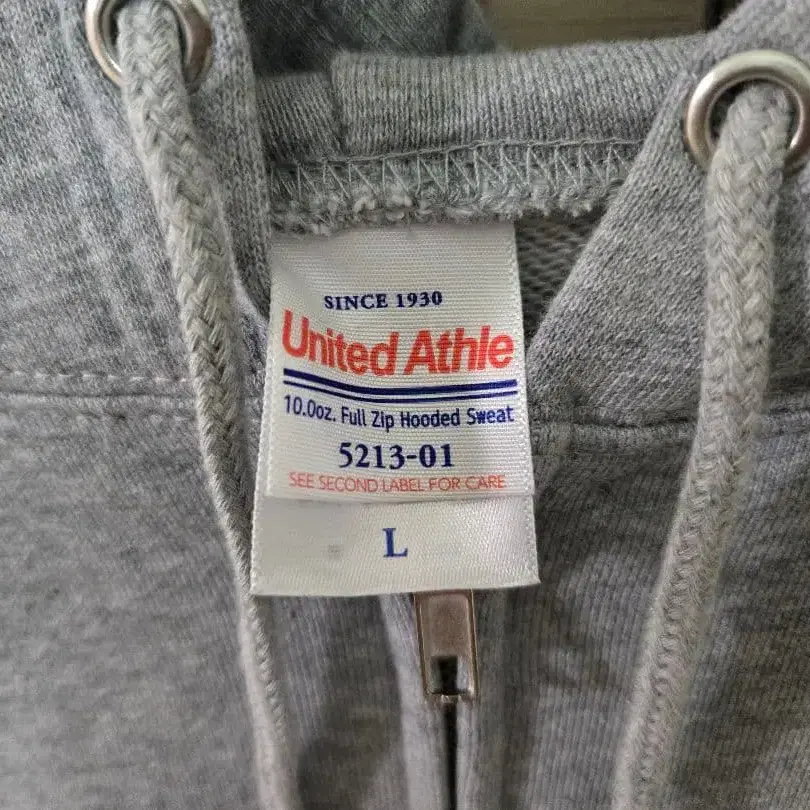 SINCE 1930
United Athle
10.0oz. Full Zip Hooded Sweat
5213-01
SEE SECOND LABEL FOR CARE
L